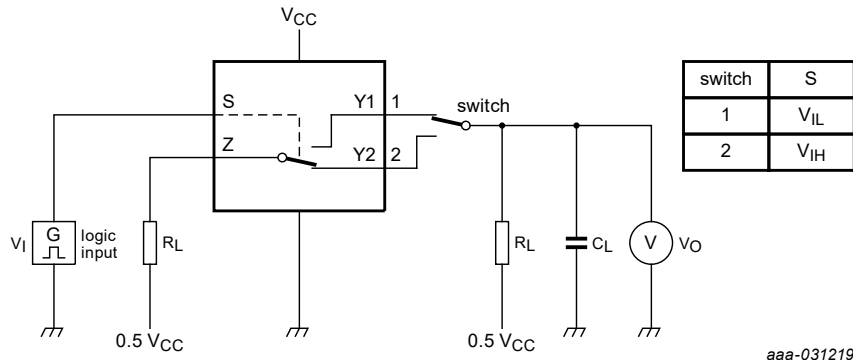 VCC
switch S
1 VIL
2 VIH
S Y1 1 switch
Z Y2 2
VI G logic input RL RL CL V VO
0.5 VCC 0.5 VCC
aaa-031219